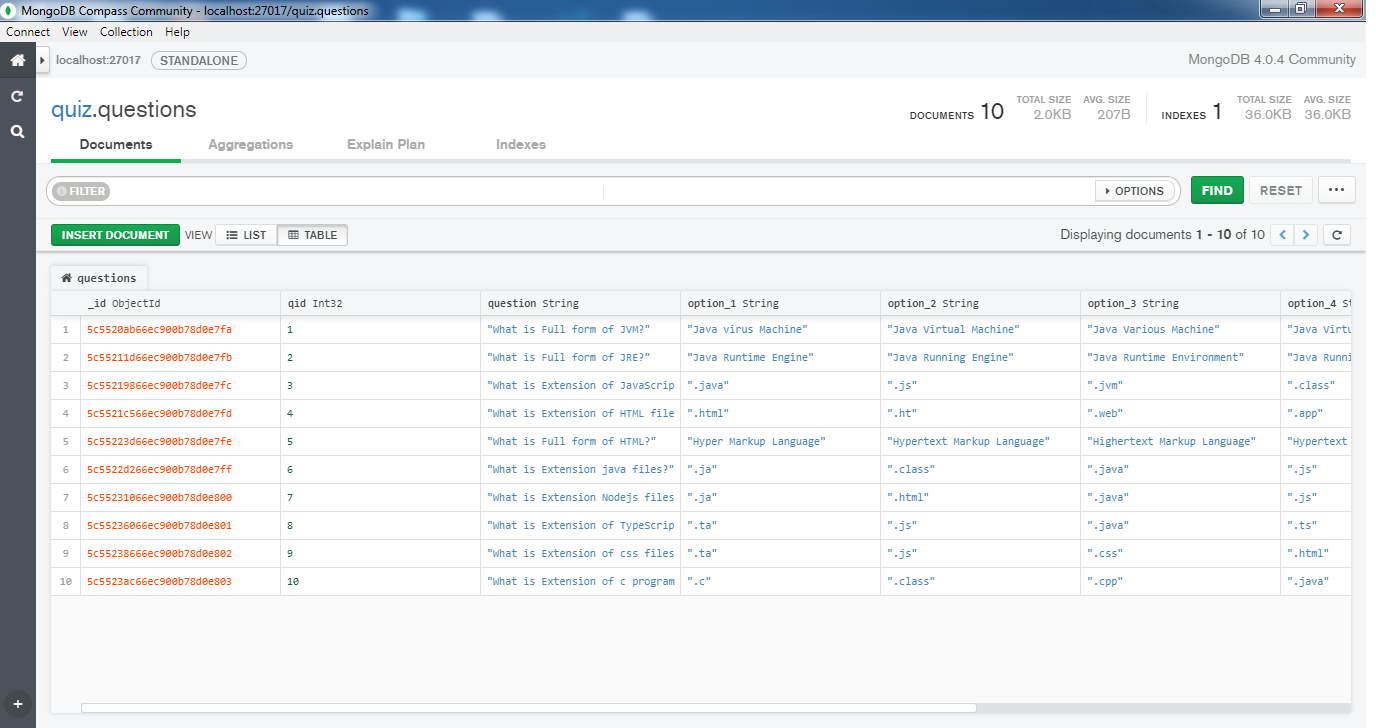 MongoDB Compass Community - localhost:27017/quiz.questions
Connect View Collection Help
localhost:27017 STANDALONE MongoDB 4.0.4 Community
quiz.questions
DOCUMENTS 10 TOTAL SIZE 2.0KB AVG. SIZE 207B INDEXES 1 TOTAL SIZE 36.0KB AVG. SIZE 36.0KB
Documents Aggregations Explain Plan Indexes
FILTER OPTIONS FIND RESET ...
INSERT DOCUMENT VIEW LIST TABLE Displaying documents 1 - 10 of 10
questions
_id ObjectId qid Int32 question String option_1 String option_2 String option_3 String option_4 St
1 5c5520ab66ec900b78d0e7fa 1 "What is Full form of JVM?" "Java virus Machine" "Java Virtual Machine" "Java Various Machine" "Java Virtu
2 5c55211d66ec900b78d0e7fb 2 "What is Full form of JRE?" "Java Runtime Engine" "Java Running Engine" "Java Runtime Environment" "Java Runni
3 5c55219866ec900b78d0e7fc 3 "What is Extension of JavaScrip ".java" ".js" ".jvm" ".class"
4 5c5521c566ec900b78d0e7fd 4 "What is Extension of HTML file ".html" ".ht" ".web" ".app"
5 5c55223d66ec900b78d0e7fe 5 "What is Full form of HTML?" "Hyper Markup Language" "Hypertext Markup Language" "Highertext Markup Language" "Hypertext
6 5c5522d266ec900b78d0e7ff 6 "What is Extension java files?" ".ja" ".class" ".java" ".js"
7 5c55231066ec900b78d0e800 7 "What is Extension Nodejs files ".ja" ".html" ".java" ".js"
8 5c55236066ec900b78d0e801 8 "What is Extension of TypeScrip ".ta" ".js" ".java" ".ts"
9 5c55238666ec900b78d0e802 9 "What is Extension of css files ".ta" ".js" ".css" ".html"
10 5c5523ac66ec900b78d0e803 10 "What is Extension of c program ".c" ".class" ".cpp" ".java"